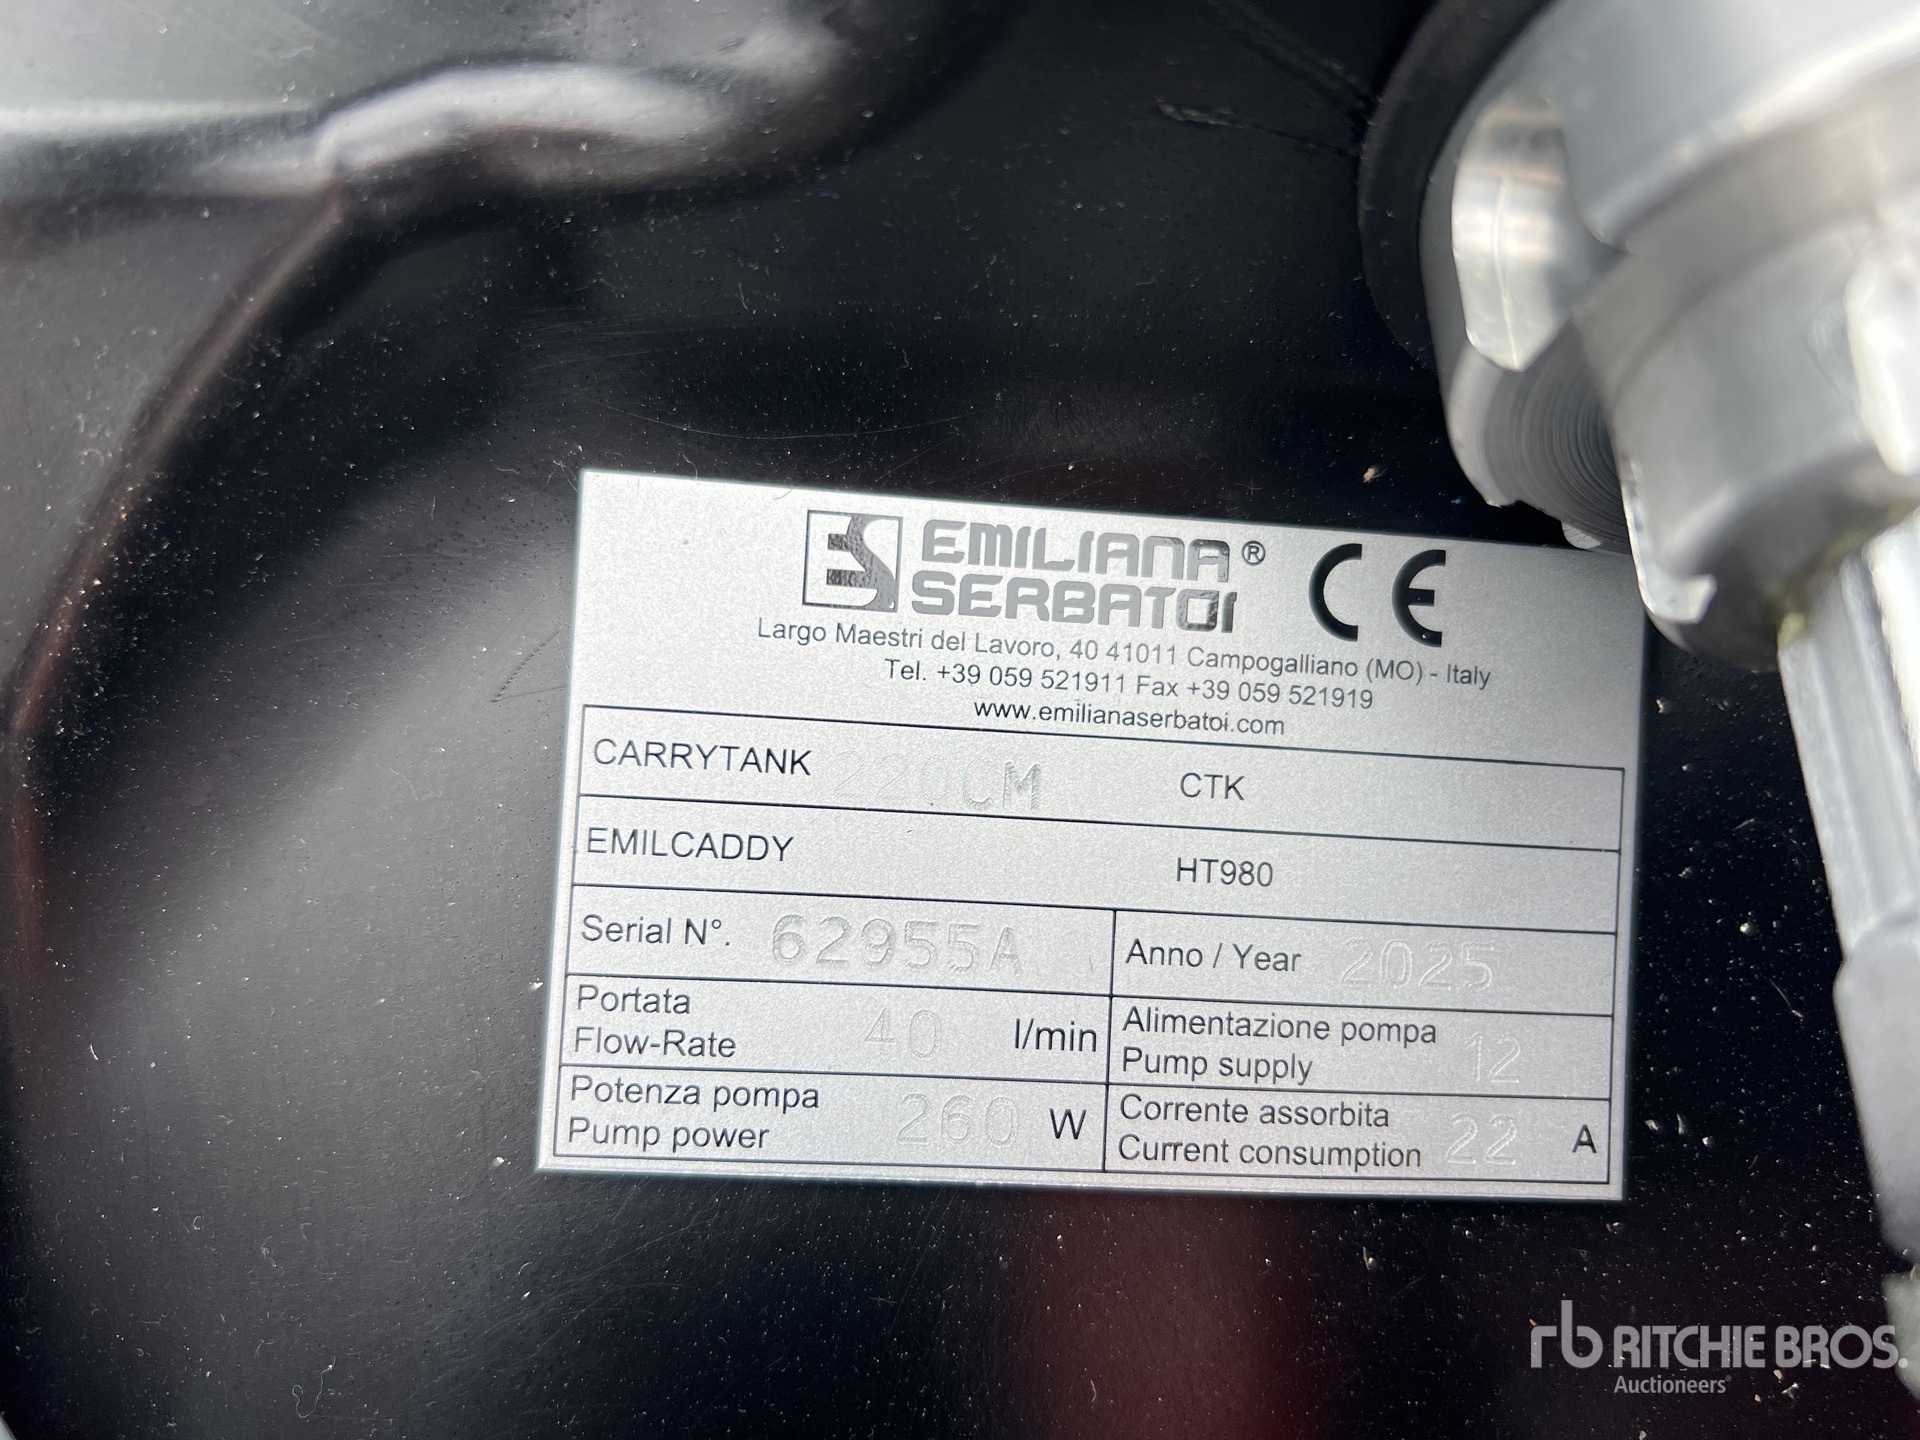 ES EMILIANA®
SERBATOI
CE
Largo Maestri del Lavoro, 40 41011 Campogalliano (MO) - Italy
Tel. +39 059 521911 Fax +39 059 521919
www.emilianaserbatoi.com
CARRYTANK 220CM CTK
EMILCADDY HT980
Serial N°. 62955A Anno / Year 2025
Portata
Flow-Rate 40 l/min
Alimentazione pompa
Pump supply 12
Potenza pompa
Pump power 260 W
Corrente assorbita
Current consumption 22 A
rb RITCHIE BROS.
Auctioneers®